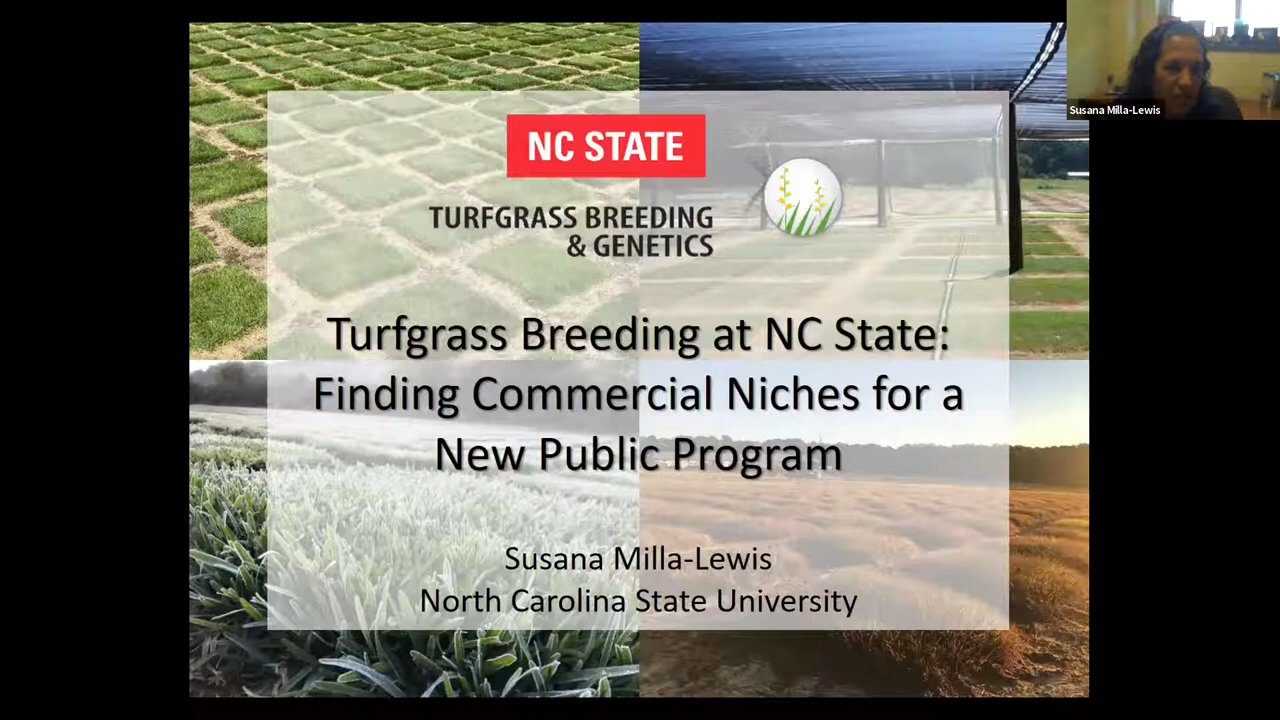 Susana Milla-Lewis
NC STATE
TURFGRASS BREEDING
& GENETICS
Turfgrass Breeding at NC State:
Finding Commercial Niches for a
New Public Program
Susana Milla-Lewis
North Carolina State University